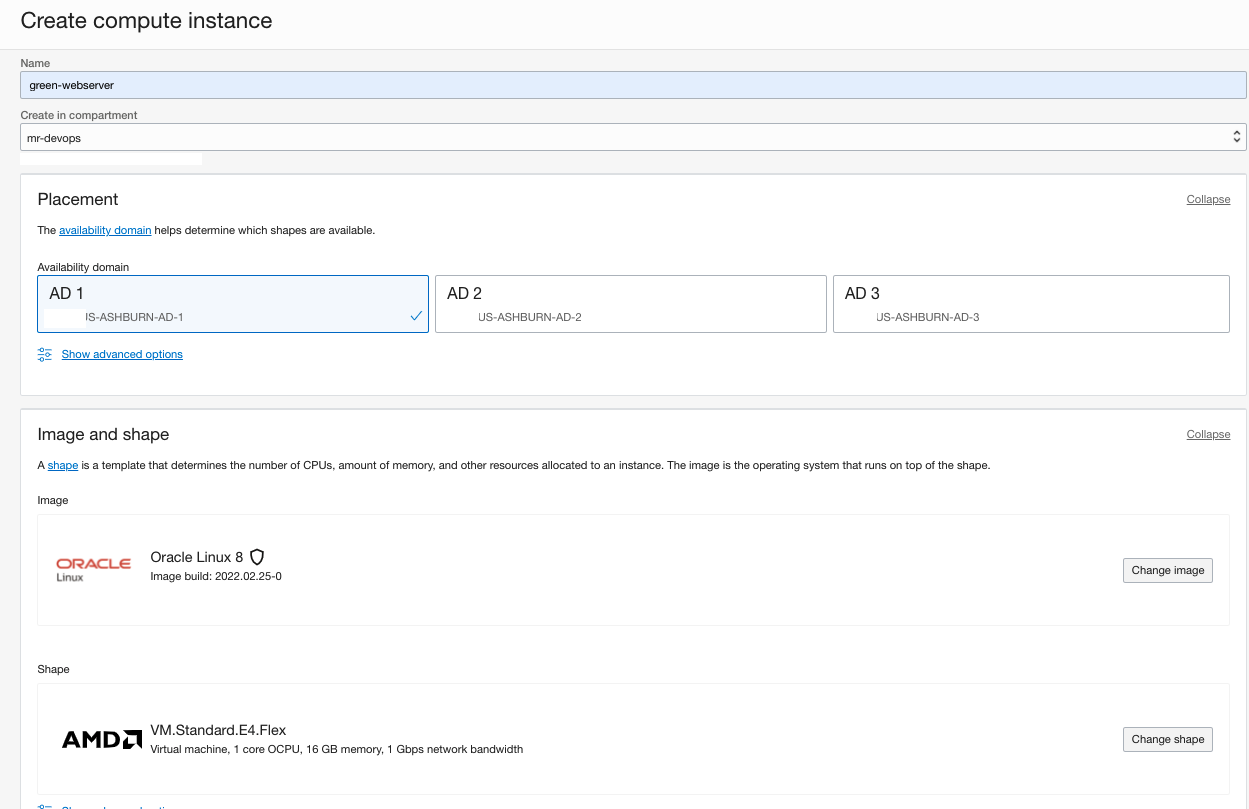 Create compute instance
Name
green-webserver
Create in compartment
mr-devops
Placement
Collapse
The availability domain helps determine which shapes are available.
Availability domain
AD 1
US-ASHBURN-AD-1
AD 2
US-ASHBURN-AD-2
AD 3
US-ASHBURN-AD-3
Show advanced options
Image and shape
Collapse
A shape is a template that determines the number of CPUs, amount of memory, and other resources allocated to an instance. The image is the operating system that runs on top of the shape.
Image
ORACLE
Linux
Oracle Linux 8
Image build: 2022.02.25-0
Change image
Shape
AMD
VM.Standard.E4.Flex
Virtual machine, 1 core OCPU, 16 GB memory, 1 Gbps network bandwidth
Change shape